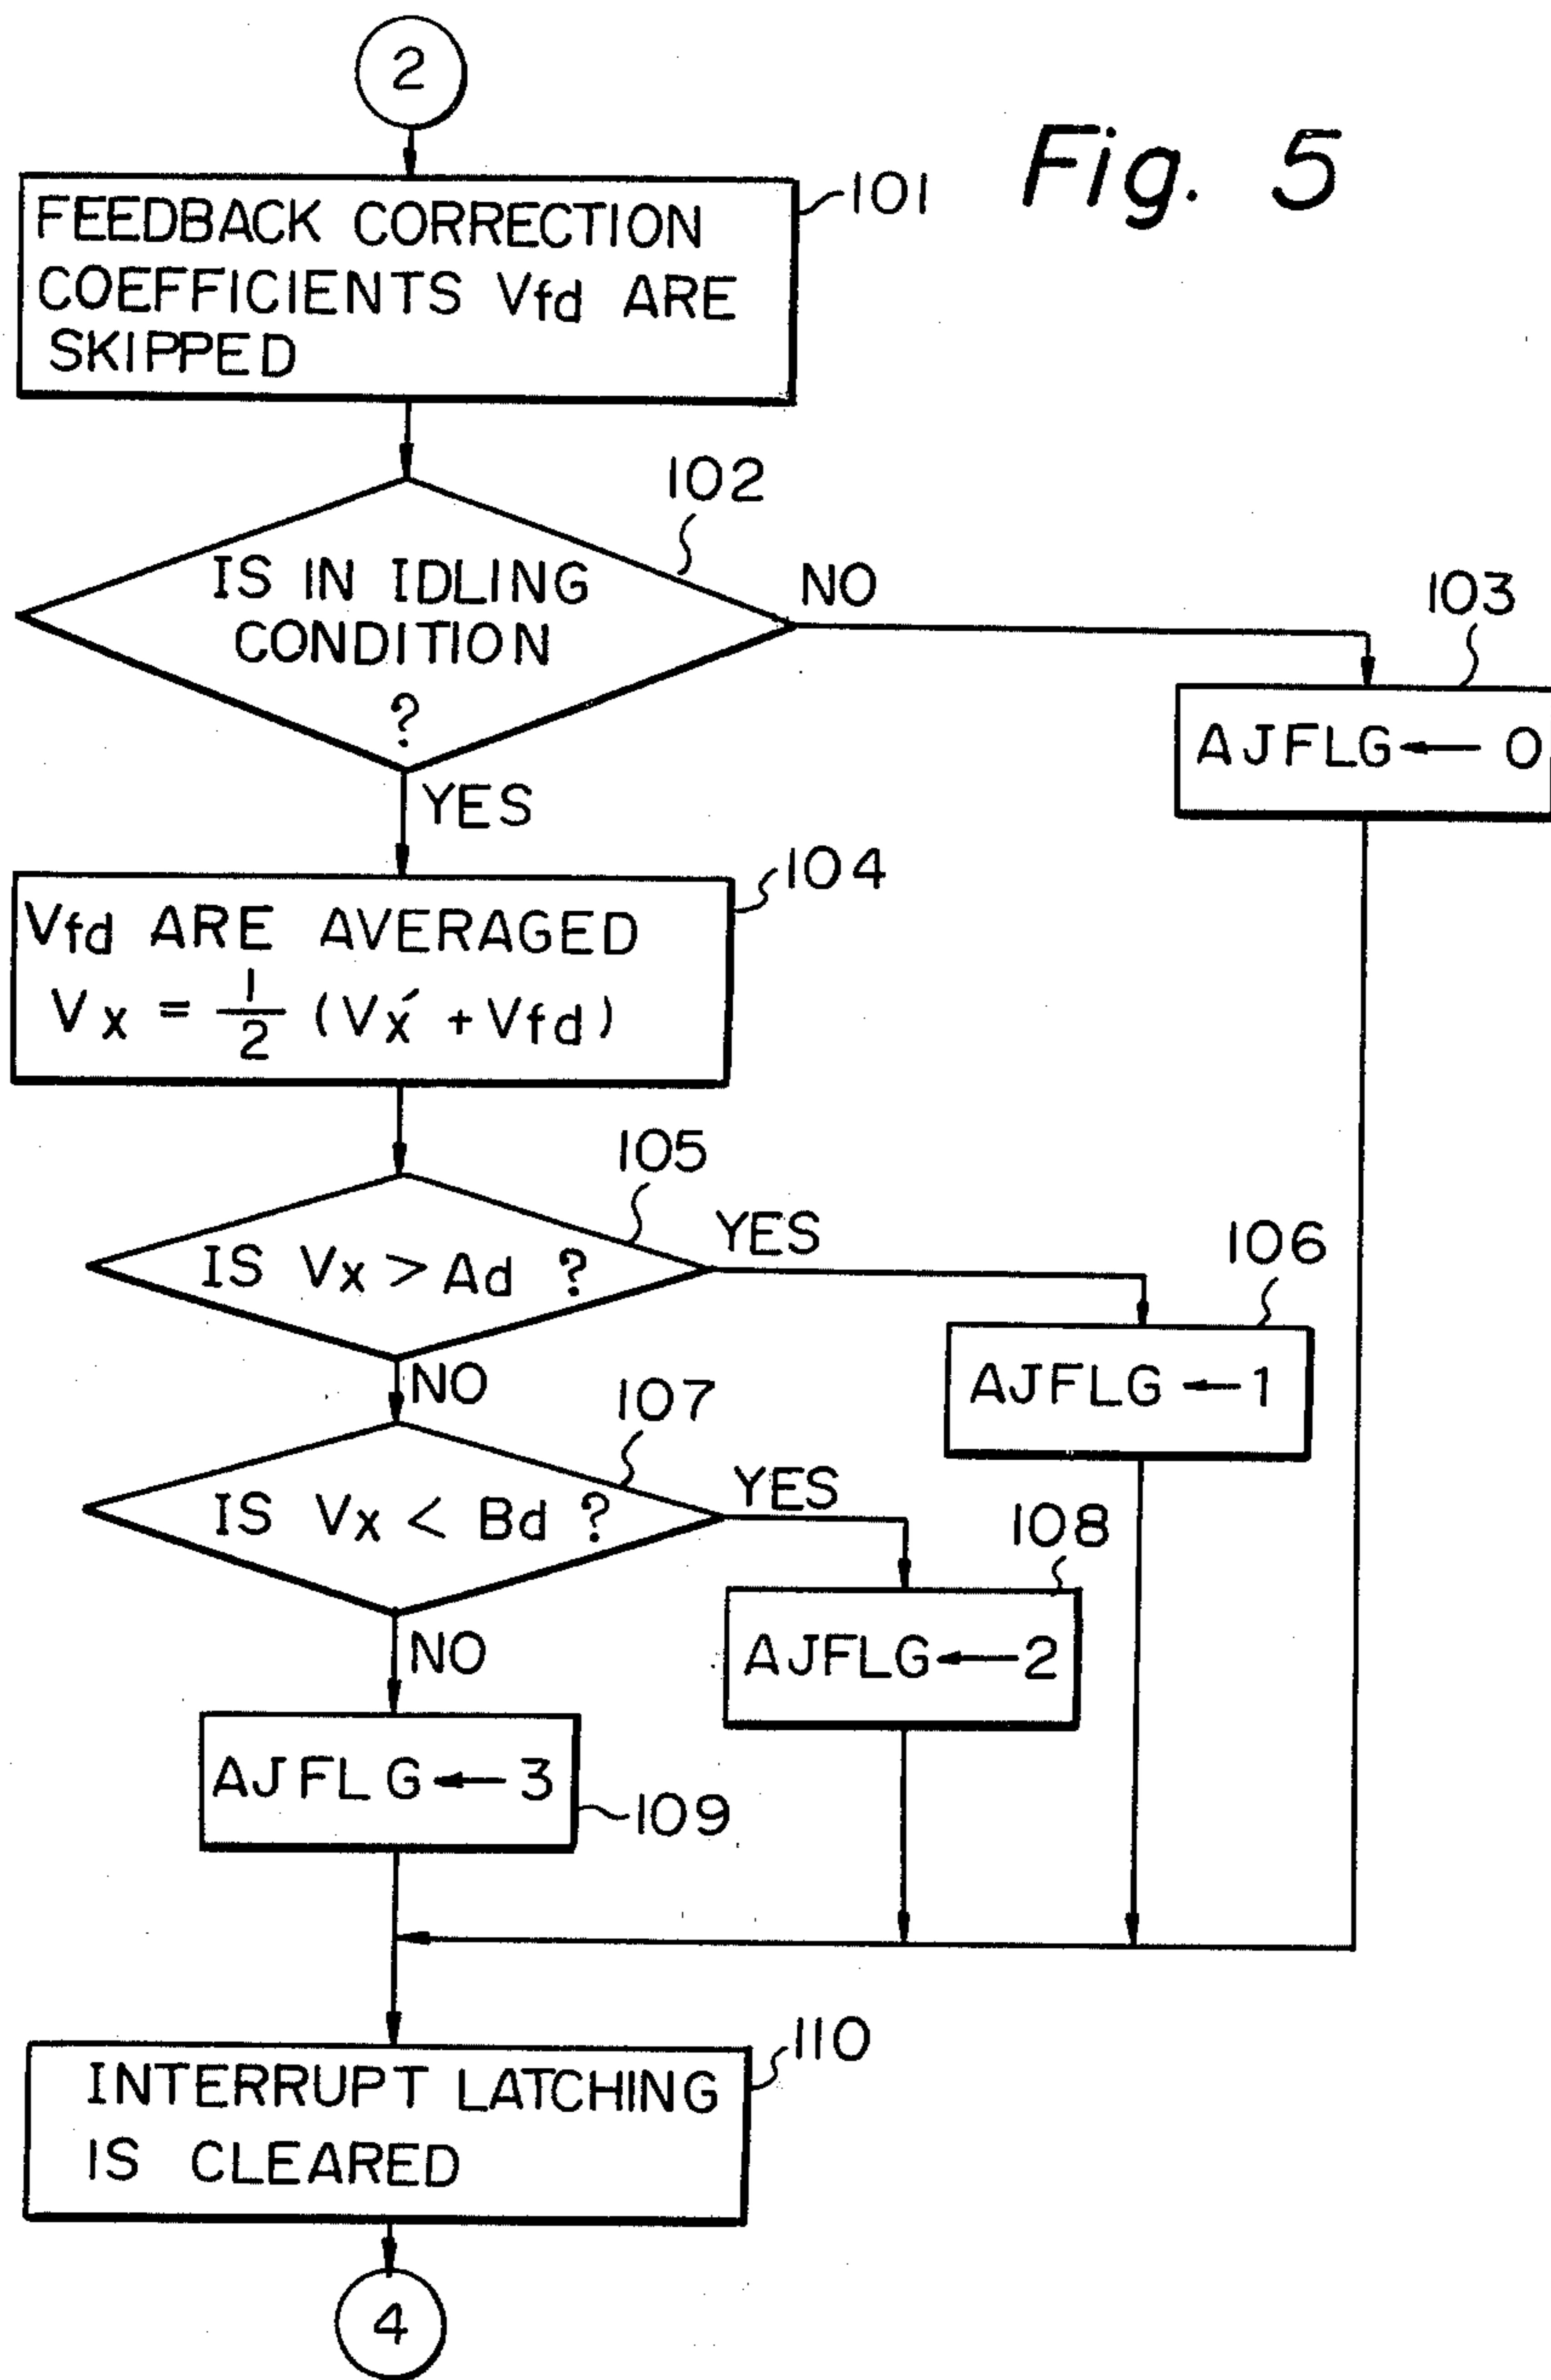 2
Fig. 5
101
FEEDBACK CORRECTION
COEFFICIENTS Vfd ARE
SKIPPED
102
IS IN IDLING
CONDITION
?
NO
103
AJFLG ← 0
YES
104
Vfd ARE AVERAGED
Vx = 1/2 (Vx´ + Vfd)
105
IS Vx > Ad ?
YES
106
AJFLG ← 1
NO
107
IS Vx < Bd ?
YES
108
AJFLG ← 2
NO
AJFLG ← 3
109
110
INTERRUPT LATCHING
IS CLEARED
4